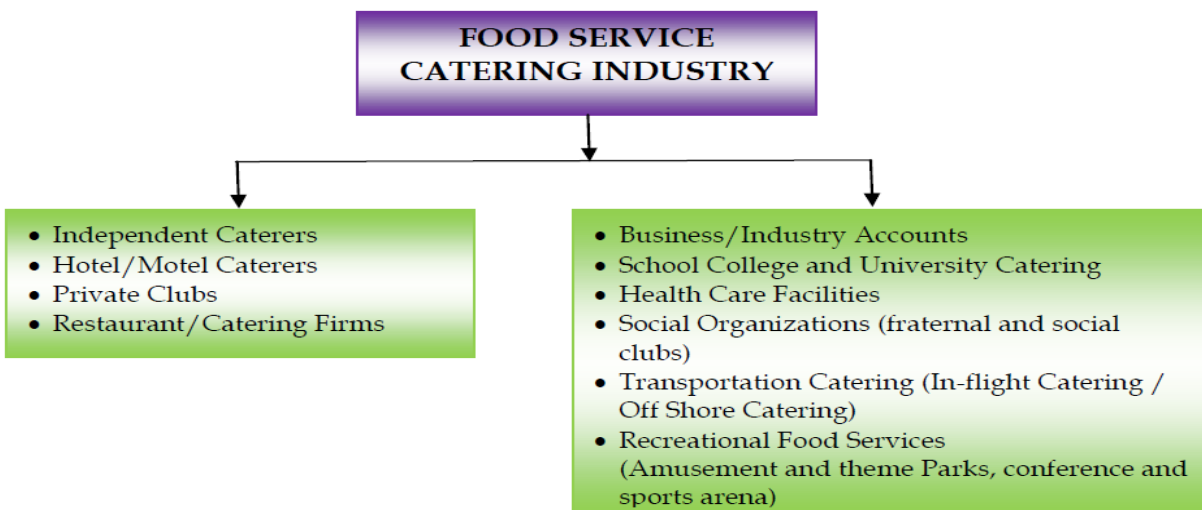 FOOD SERVICE
CATERING INDUSTRY
• Independent Caterers
• Hotel/Motel Caterers
• Private Clubs
• Restaurant/Catering Firms
• Business/Industry Accounts
• School College and University Catering
• Health Care Facilities
• Social Organizations (fraternal and social
clubs)
• Transportation Catering (In-flight Catering /
Off Shore Catering)
• Recreational Food Services
(Amusement and theme Parks, conference and
sports arena)